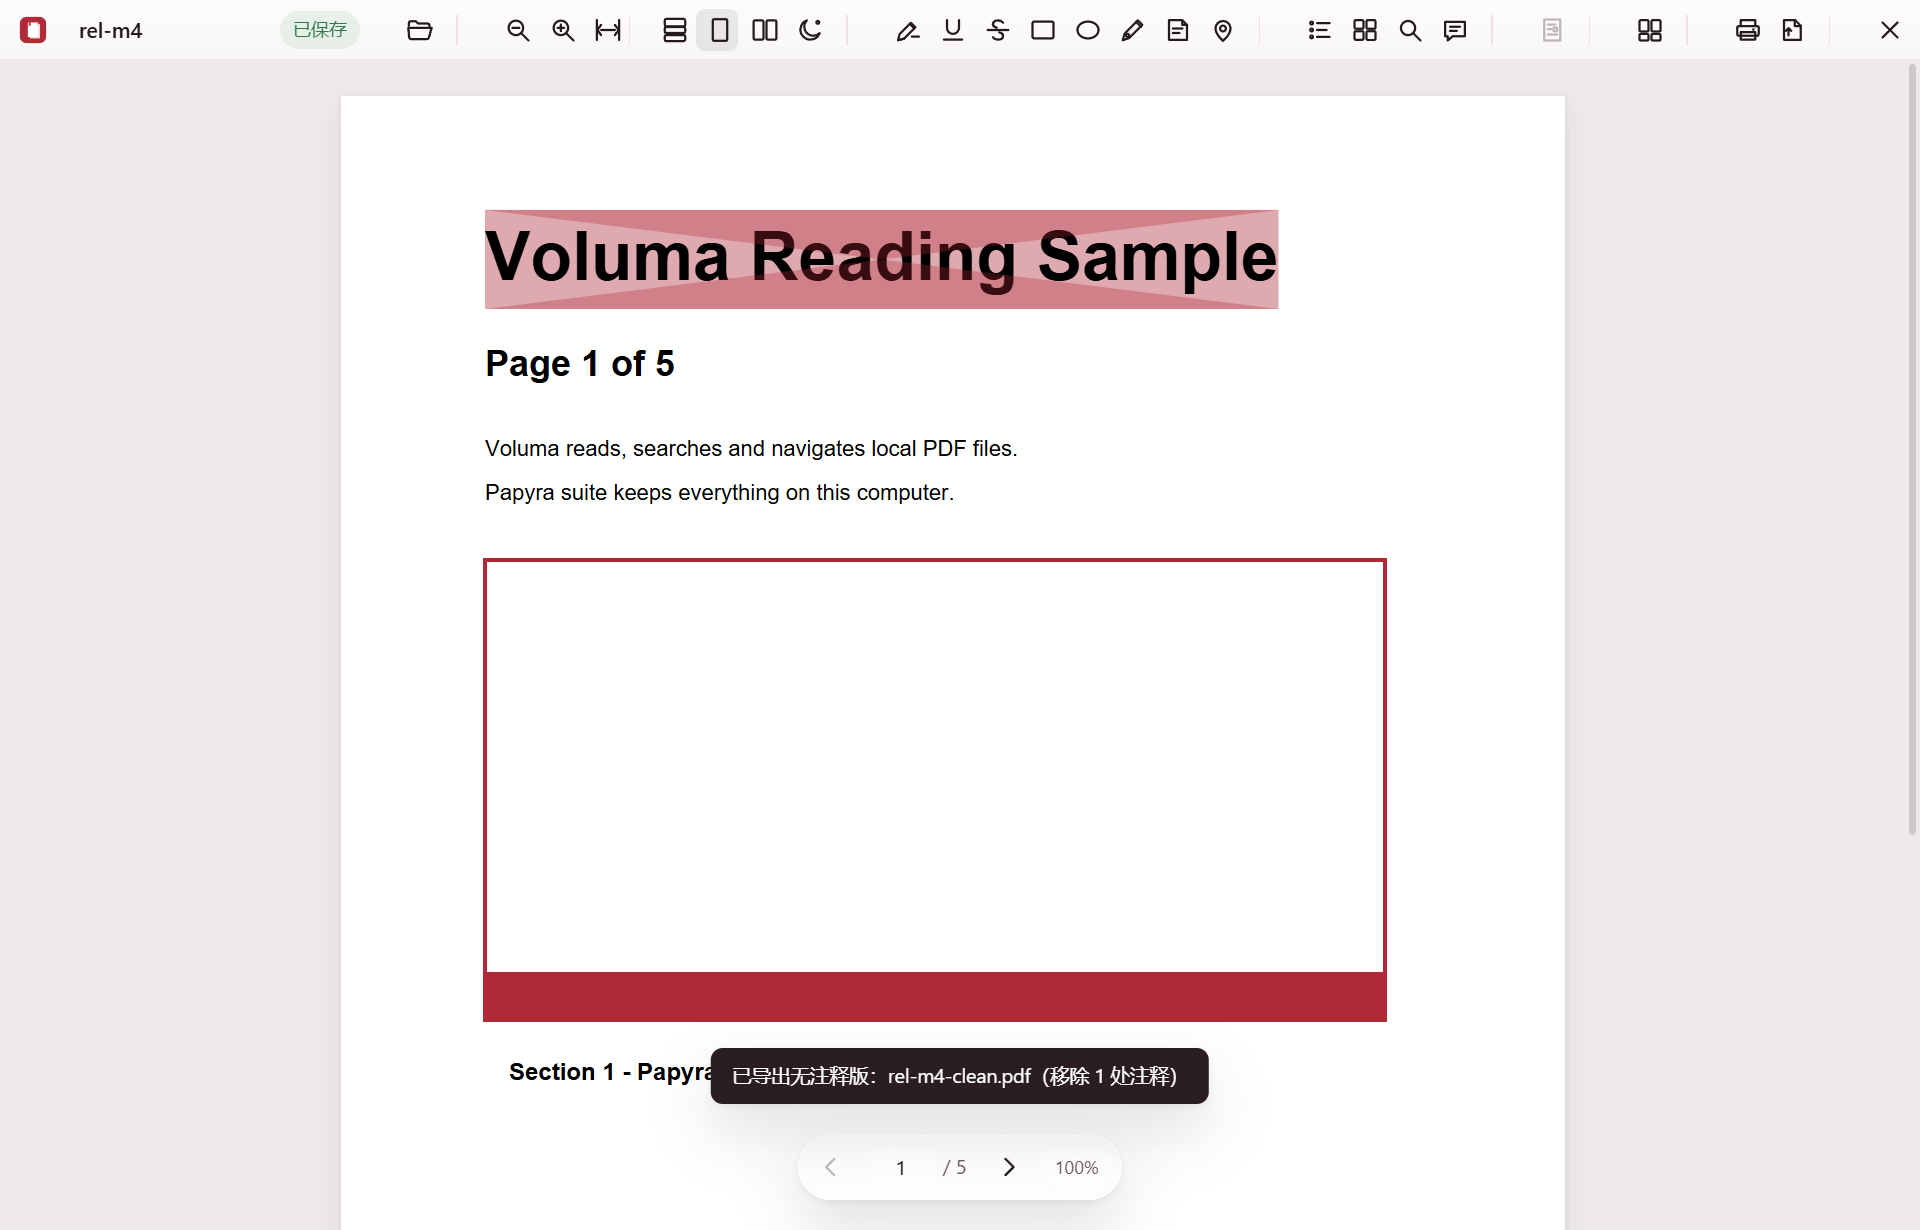 rel-m4
已保存
Voluma Reading Sample
Page 1 of 5
Voluma reads, searches and navigates local PDF files.
Papyra suite keeps everything on this computer.
Section 1 - Papyra
已导出无注释版：rel-m4-clean.pdf（移除 1 处注释）
1 / 5 100%